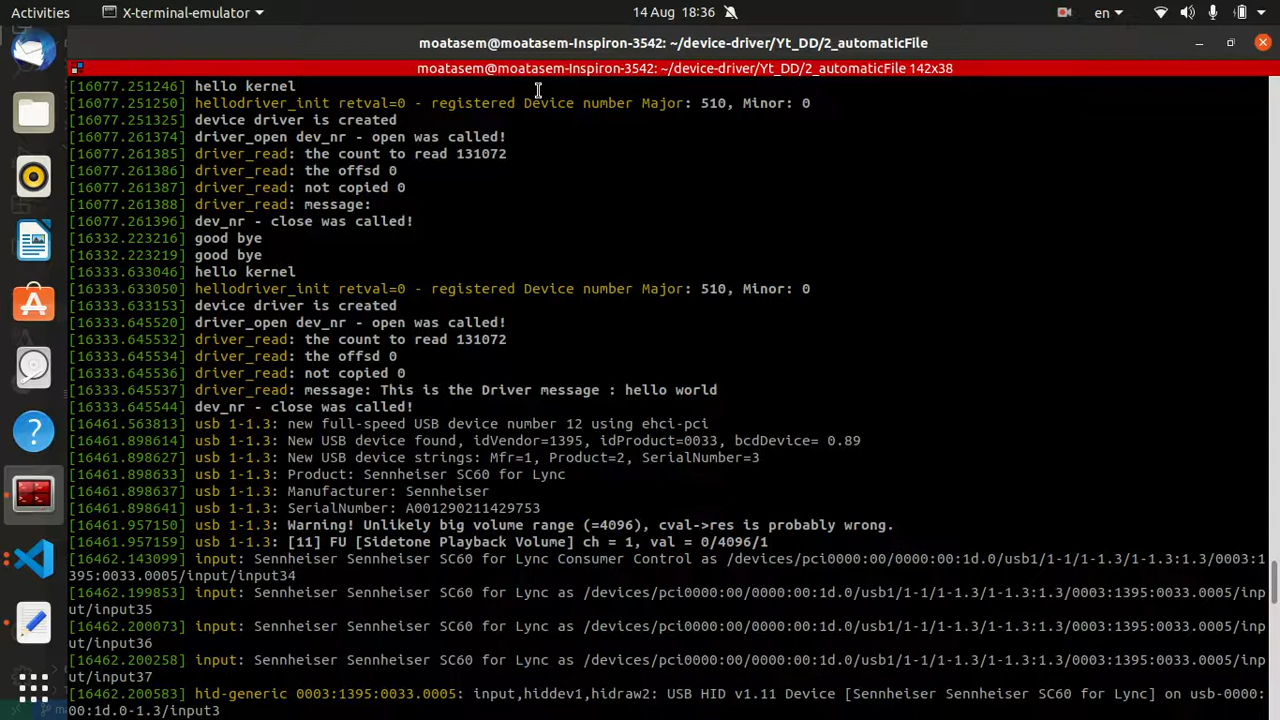 Activities
X-terminal-emulator
14 Aug 18:36
en
moatasem@moatasem-Inspiron-3542: ~/device-driver/Yt_DD/2_automaticFile
moatasem@moatasem-Inspiron-3542: ~/device-driver/Yt_DD/2_automaticFile 142x38
[16077.251246] hello kernel
[16077.251250] hellodriver_init retval=0 - registered Device number Major: 510, Minor: 0
[16077.251325] device driver is created
[16077.261374] driver_open dev_nr - open was called!
[16077.261385] driver_read: the count to read 131072
[16077.261386] driver_read: the offsd 0
[16077.261387] driver_read: not copied 0
[16077.261388] driver_read: message:
[16077.261396] dev_nr - close was called!
[16332.223216] good bye
[16332.223219] good bye
[16333.633046] hello kernel
[16333.633050] hellodriver_init retval=0 - registered Device number Major: 510, Minor: 0
[16333.633153] device driver is created
[16333.645520] driver_open dev_nr - open was called!
[16333.645532] driver_read: the count to read 131072
[16333.645534] driver_read: the offsd 0
[16333.645536] driver_read: not copied 0
[16333.645537] driver_read: message: This is the Driver message : hello world
[16333.645544] dev_nr - close was called!
[16461.563813] usb 1-1.3: new full-speed USB device number 12 using ehci-pci
[16461.898614] usb 1-1.3: New USB device found, idVendor=1395, idProduct=0033, bcdDevice= 0.89
[16461.898627] usb 1-1.3: New USB device strings: Mfr=1, Product=2, SerialNumber=3
[16461.898634] usb 1-1.3: Product: Sennheiser SC60 for Lync
[16461.898637] usb 1-1.3: Manufacturer: Sennheiser
[16461.898641] usb 1-1.3: SerialNumber: A001290211429753
[16461.957150] usb 1-1.3: Warning! Unlikely big volume range (=4096), cval->res is probably wrong.
[16461.957159] usb 1-1.3: [11] FU [Sidetone Playback Volume] ch = 1, val = 0/4096/1
[16462.143099] input: Sennheiser Sennheiser SC60 for Lync Consumer Control as /devices/pci0000:00/0000:00:1d.0/usb1/1-1/1-1.3/1-1.3:1.3/0003:1
395:0033.0005/input/input34
[16462.199853] input: Sennheiser Sennheiser SC60 for Lync as /devices/pci0000:00/0000:00:1d.0/usb1/1-1/1-1.3/1-1.3:1.3/0003:1395:0033.0005/inp
ut/input35
[16462.200073] input: Sennheiser Sennheiser SC60 for Lync as /devices/pci0000:00/0000:00:1d.0/usb1/1-1/1-1.3/1-1.3:1.3/0003:1395:0033.0005/inp
ut/input36
[16462.200258] input: Sennheiser Sennheiser SC60 for Lync as /devices/pci0000:00/0000:00:1d.0/usb1/1-1/1-1.3/1-1.3:1.3/0003:1395:0033.0005/inp
ut/input37
[16462.200583] hid-generic 0003:1395:0033.0005: input,hiddev1,hidraw2: USB HID v1.11 Device [Sennheiser Sennheiser SC60 for Lync] on usb-0000:
00:1d.0-1.3/input3